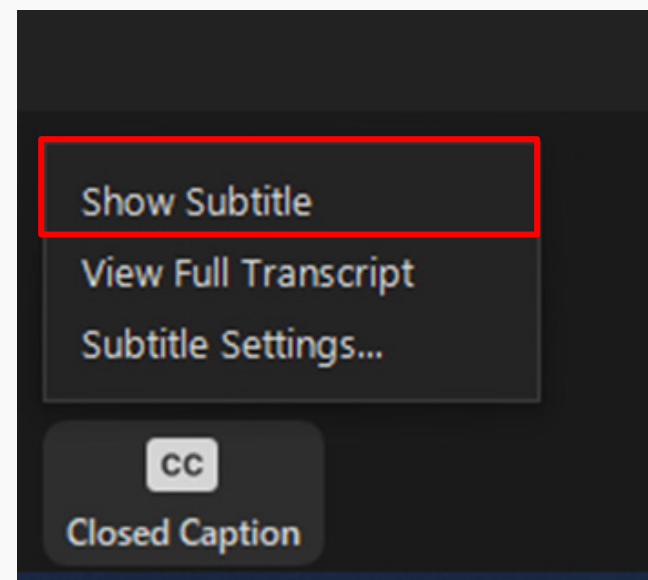 Show Subtitle
View Full Transcript
Subtitle Settings...
CC
Closed Caption